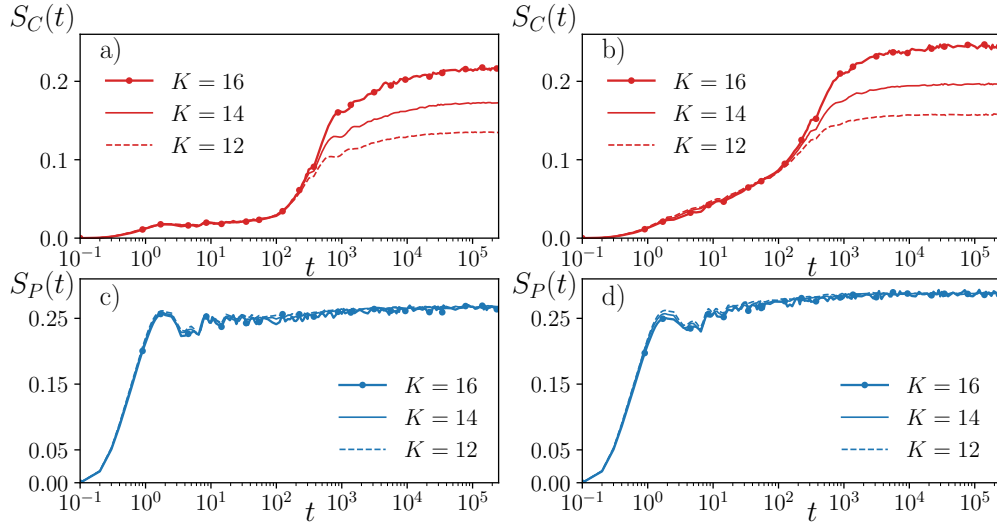 S_C(t)
a)
K = 16
K = 14
K = 12
0.2
0.1
0.0
10^{-1} 10^0 10^1 10^2 10^3 10^4 10^5
t
S_C(t)
b)
K = 16
K = 14
K = 12
0.2
0.1
0.0
10^{-1} 10^0 10^1 10^2 10^3 10^4 10^5
t
S_P(t)
c)
K = 16
K = 14
K = 12
0.25
0.15
0.05
0.00
10^{-1} 10^0 10^1 10^2 10^3 10^4 10^5
t
S_P(t)
d)
K = 16
K = 14
K = 12
0.25
0.15
0.05
0.00
10^{-1} 10^0 10^1 10^2 10^3 10^4 10^5
t